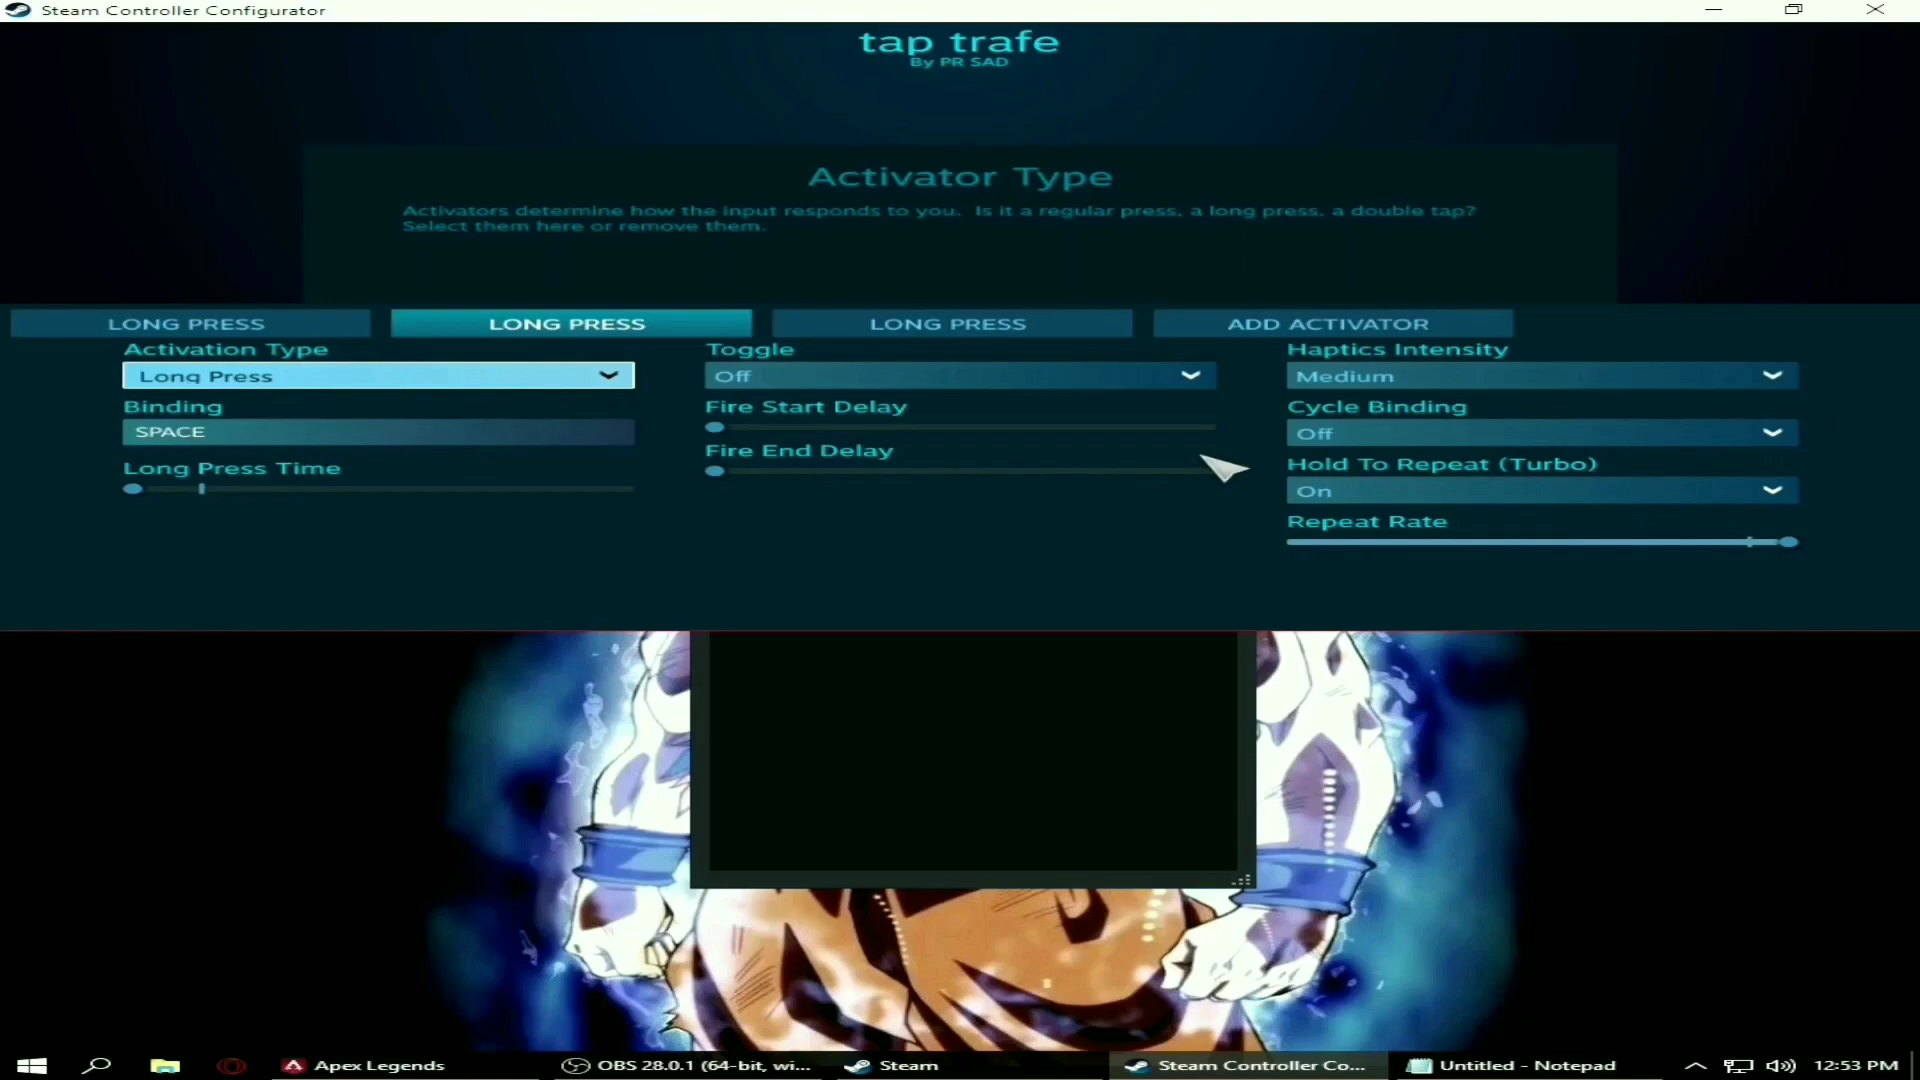 Steam Controller Configurator
tap trafe
By PR SAD
Activator Type
Activators determine how the input responds to you. Is it a regular press, a long press, a double tap?
Select them here or remove them.
LONG PRESS
LONG PRESS
LONG PRESS
ADD ACTIVATOR
Activation Type
Long Press
Binding
SPACE
Long Press Time
Toggle
Off
Fire Start Delay
Fire End Delay
Haptics Intensity
Medium
Cycle Binding
Off
Hold To Repeat (Turbo)
On
Repeat Rate
Apex Legends
OBS 28.0.1 (64-bit, wi...
Steam
Steam Controller Co...
Untitled - Notepad
12:53 PM